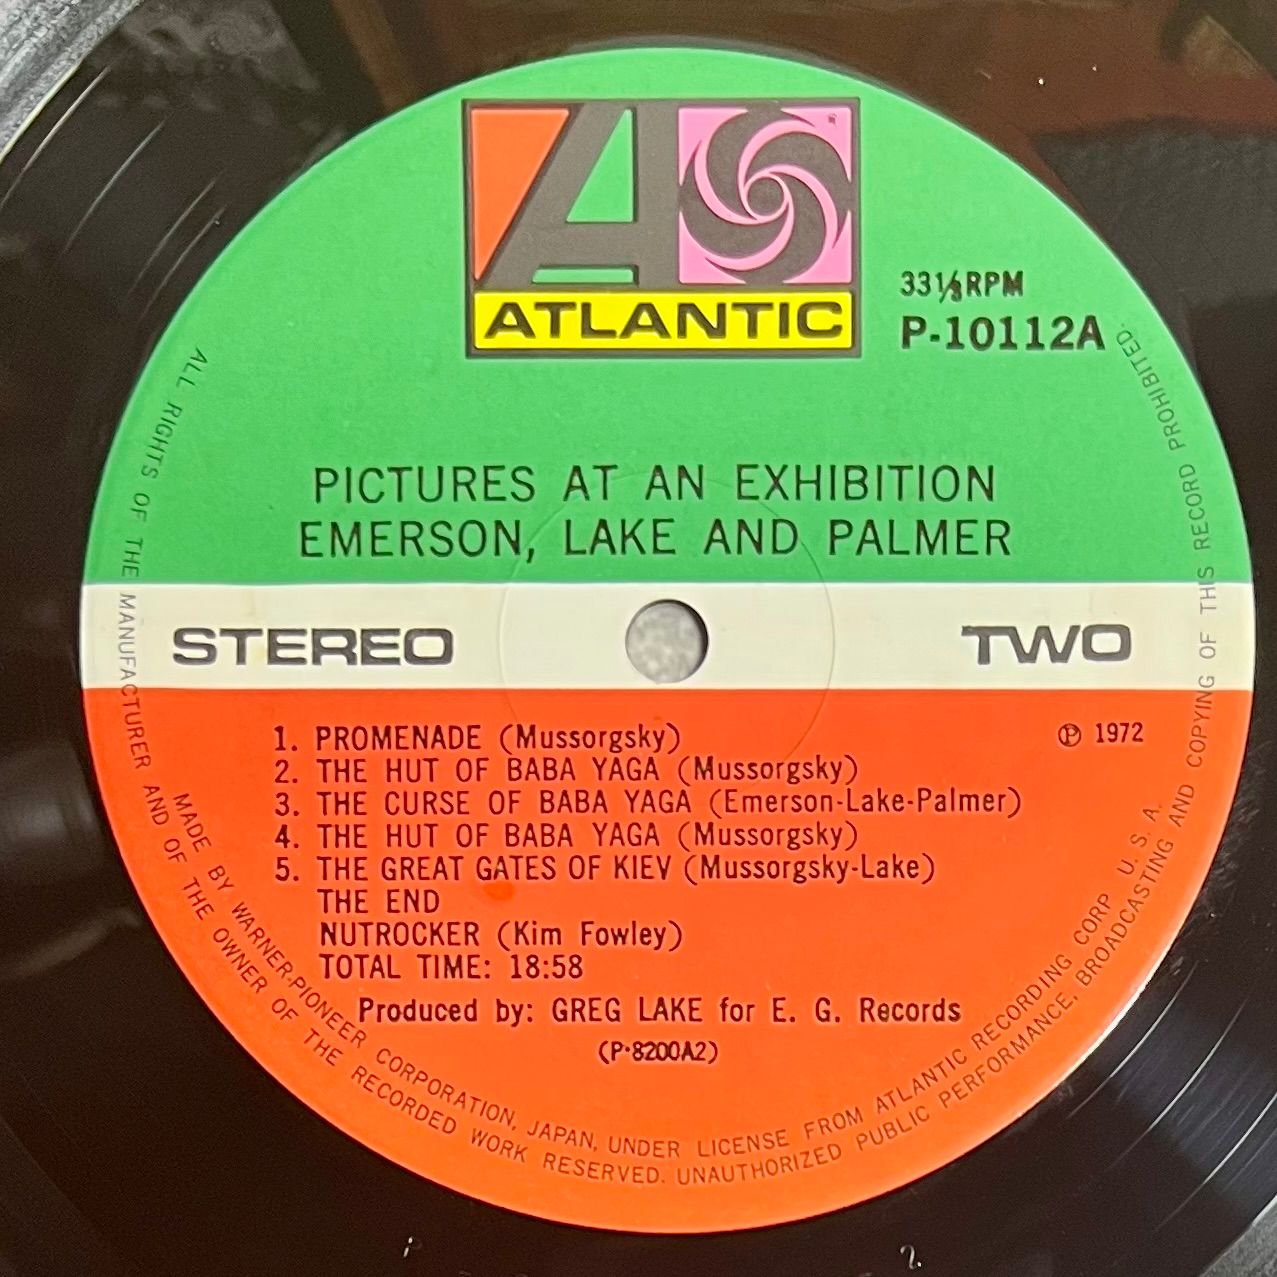 ATLANTIC
33⅓RPM
P-10112A
PICTURES AT AN EXHIBITION
EMERSON, LAKE AND PALMER
STEREO
TWO
℗ 1972
1. PROMENADE (Mussorgsky)
2. THE HUT OF BABA YAGA (Mussorgsky)
3. THE CURSE OF BABA YAGA (Emerson-Lake-Palmer)
4. THE HUT OF BABA YAGA (Mussorgsky)
5. THE GREAT GATES OF KIEV (Mussorgsky-Lake)
THE END
NUTROCKER (Kim Fowley)
TOTAL TIME: 18:58
Produced by: GREG LAKE for E. G. Records
(P·8200A2)
MADE BY WARNER-PIONEER CORPORATION, JAPAN, UNDER LICENSE FROM ATLANTIC RECORDING CORP U. S. A.
ALL RIGHTS OF THE MANUFACTURER AND OF THE OWNER OF THE RECORDED WORK RESERVED. UNAUTHORIZED PUBLIC PERFORMANCE, BROADCASTING AND COPYING OF THIS RECORD PROHIBITED.
2.